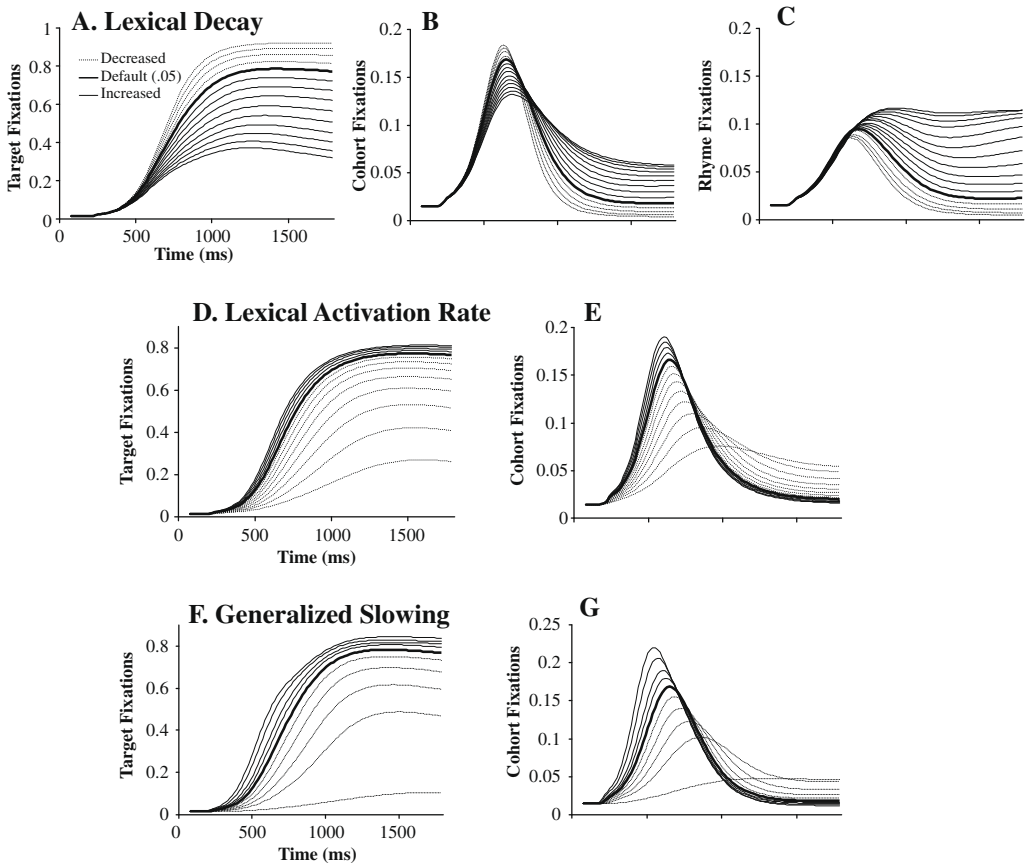 A. Lexical Decay
Target Fixations
1
0.8
0.6
0.4
0.2
0
Decreased
Default (.05)
Increased
0
500
1000
1500
Time (ms)
B
Cohort Fixations
0.2
0.15
0.1
0.05
0
C
Rhyme Fixations
0.2
0.15
0.1
0.05
0
D. Lexical Activation Rate
Target Fixations
0.8
0.6
0.4
0.2
0
0
500
1000
1500
Time (ms)
E
Cohort Fixations
0.2
0.15
0.1
0.05
0
F. Generalized Slowing
Target Fixations
0.8
0.6
0.4
0.2
0
0
500
1000
1500
Time (ms)
G
Cohort Fixations
0.25
0.2
0.15
0.1
0.05
0